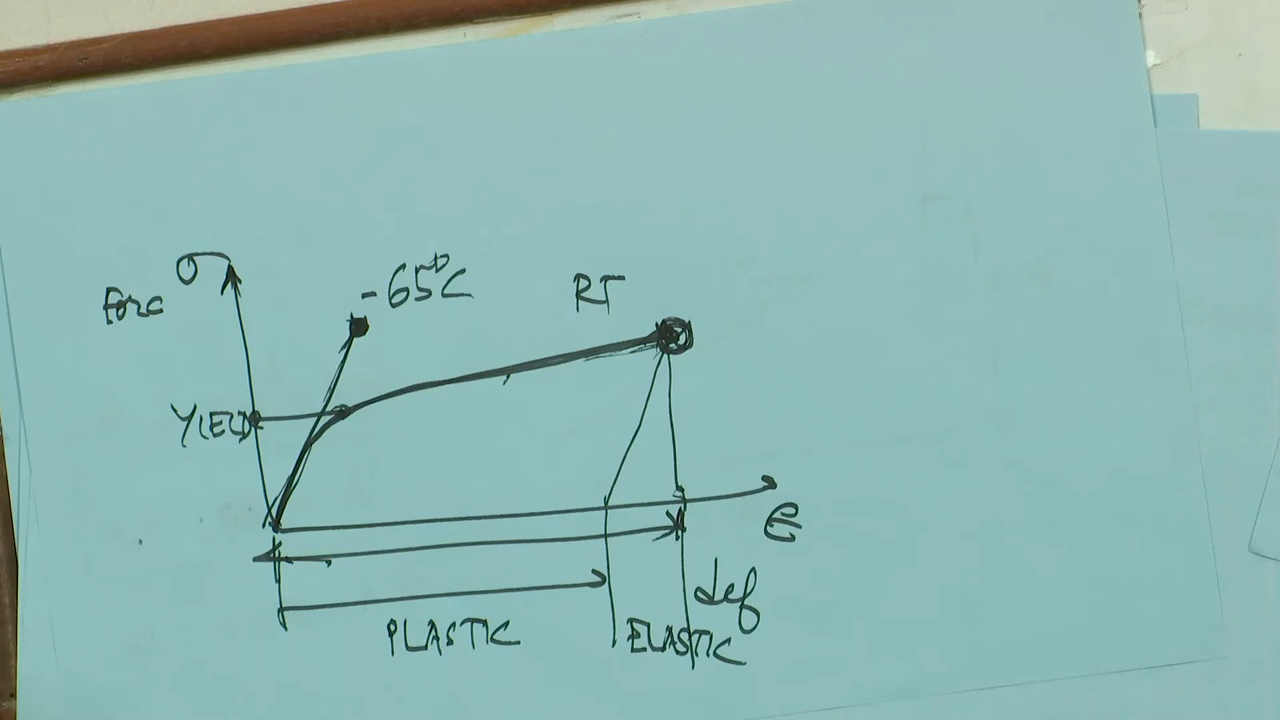 σ
-65°C
RT
Forc
YIELD
e
def
PLASTIC
ELASTIC